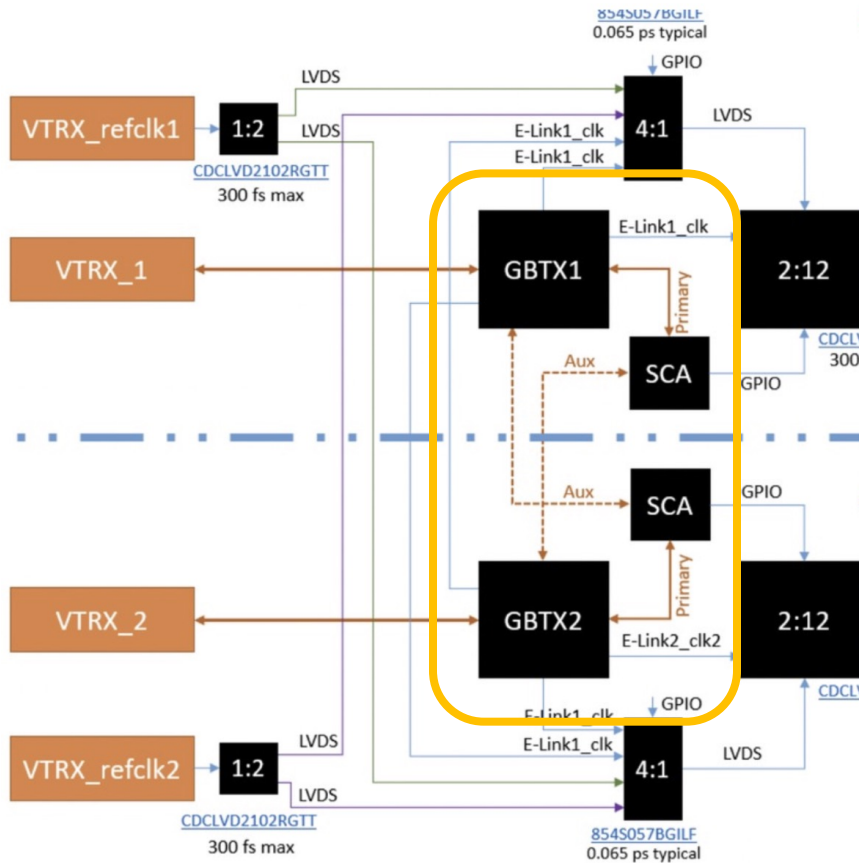 854S057BGILF
0.065 ps typical
GPIO
LVDS
VTRX_refclk1
1:2
LVDS
CDCLVD2102RGTT
300 fs max
E-Link1_clk
E-Link1_clk
4:1
LVDS
VTRX_1
GBTX1
E-Link1_clk
2:12
Primary
CDCLV
300
Aux
SCA
GPIO
Aux
SCA
GPIO
Primary
VTRX_2
GBTX2
2:12
E-Link2_clk2
CDCLV
GPIO
E-Link1_clk
E-Link1_clk
4:1
LVDS
VTRX_refclk2
1:2
LVDS
LVDS
CDCLVD2102RGTT
300 fs max
854S057BGILF
0.065 ps typical